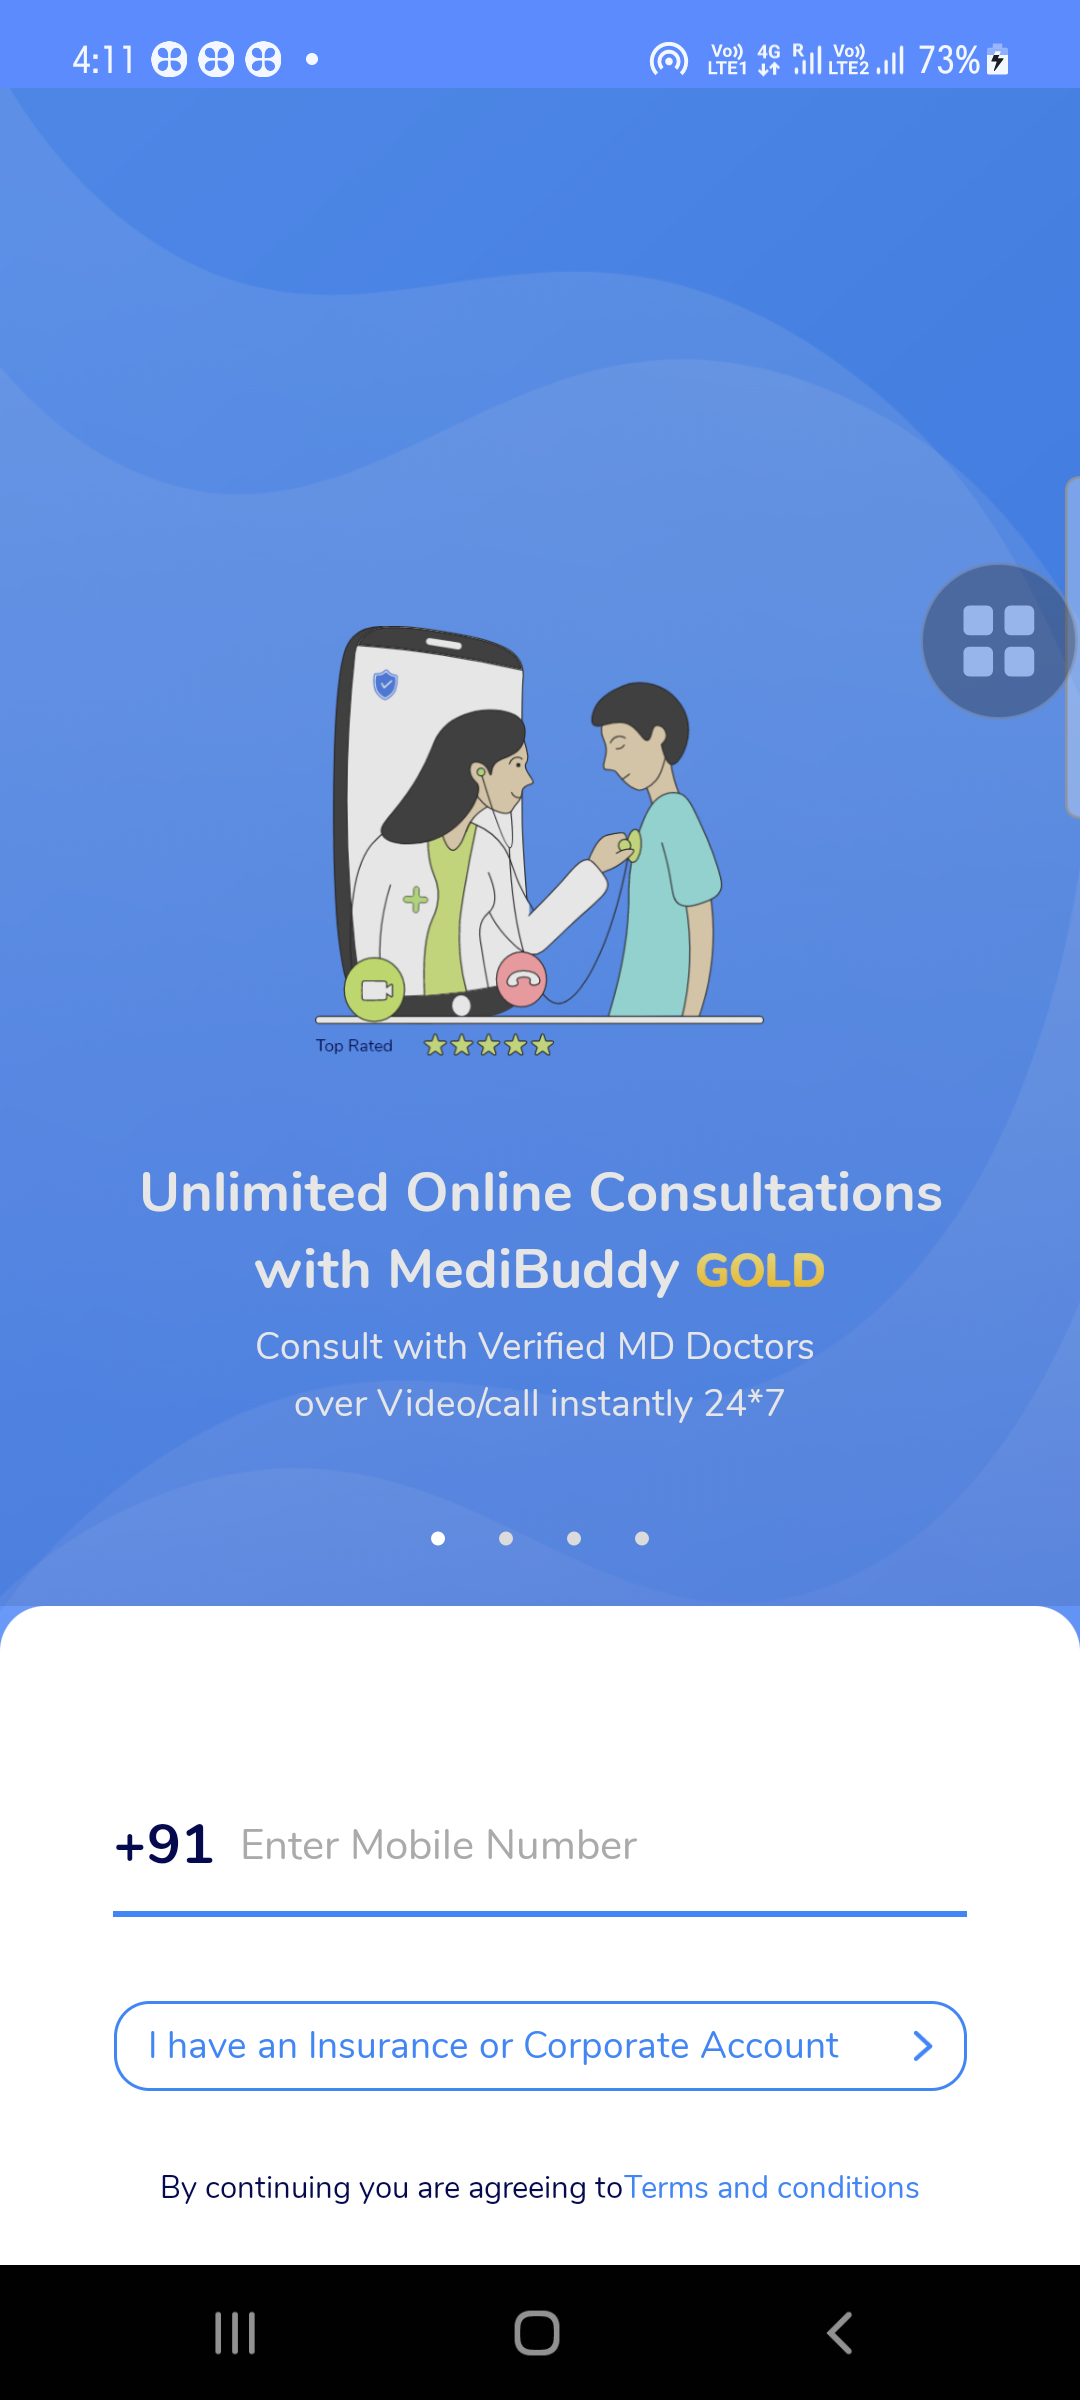 4:11
Vo)) LTE1 4G R Vo)) LTE2 73%
Top Rated
Unlimited Online Consultations
with MediBuddy GOLD
Consult with Verified MD Doctors
over Video/call instantly 24*7
+91 Enter Mobile Number
I have an Insurance or Corporate Account
By continuing you are agreeing toTerms and conditions